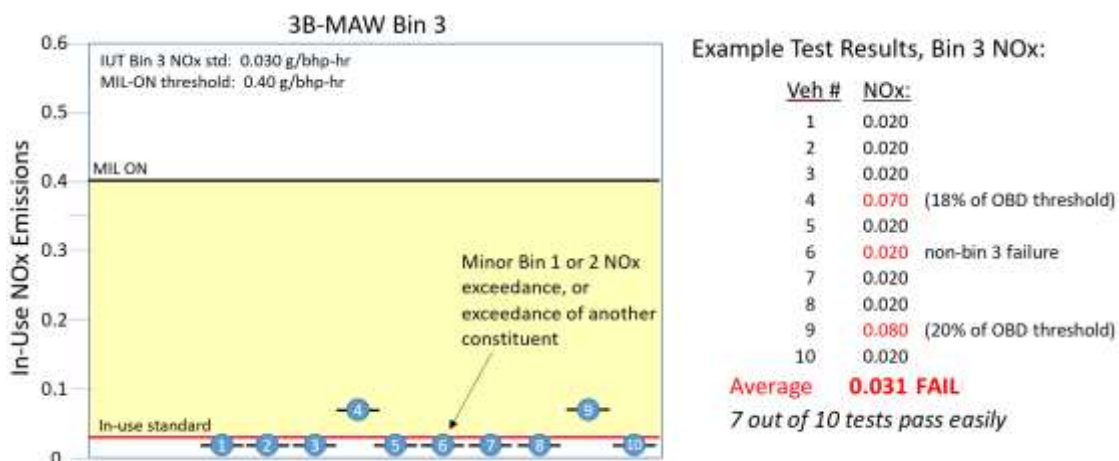 3B-MAW Bin 3
0.6
0.5
0.4
0.3
0.2
0.1
0
In-Use NOx Emissions
IUT Bin 3 NOx std: 0.030 g/bhp-hr
MIL-ON threshold: 0.40 g/bhp-hr
MIL ON
Minor Bin 1 or 2 NOx
exceedance, or
exceedance of another
constituent
In-use standard
1 2 3 4 5 6 7 8 9 10
Example Test Results, Bin 3 NOx:
Veh # NOx:
1 0.020
2 0.020
3 0.020
4 0.070 (18% of OBD threshold)
5 0.020
6 0.020 non-bin 3 failure
7 0.020
8 0.020
9 0.080 (20% of OBD threshold)
10 0.020
Average 0.031 FAIL
7 out of 10 tests pass easily